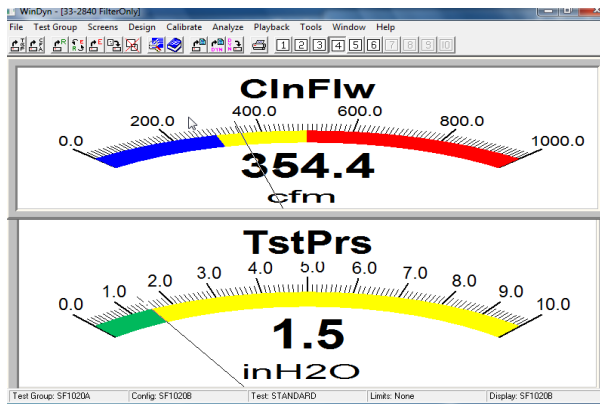 WinDyn - [33-2840 FilterOnly]
File Test Group Screens Design Calibrate Analyze Playback Tools Window Help
1 2 3 4 5 6 7 8 9 10
ClnFlw
0.0 200.0 400.0 600.0 800.0 1000.0
354.4
cfm
TstPrs
0.0 1.0 2.0 3.0 4.0 5.0 6.0 7.0 8.0 9.0 10.0
1.5
inH2O
Test Group: SF1020A Config: SF1020B Test: STANDARD Limits: None Display: SF1020B